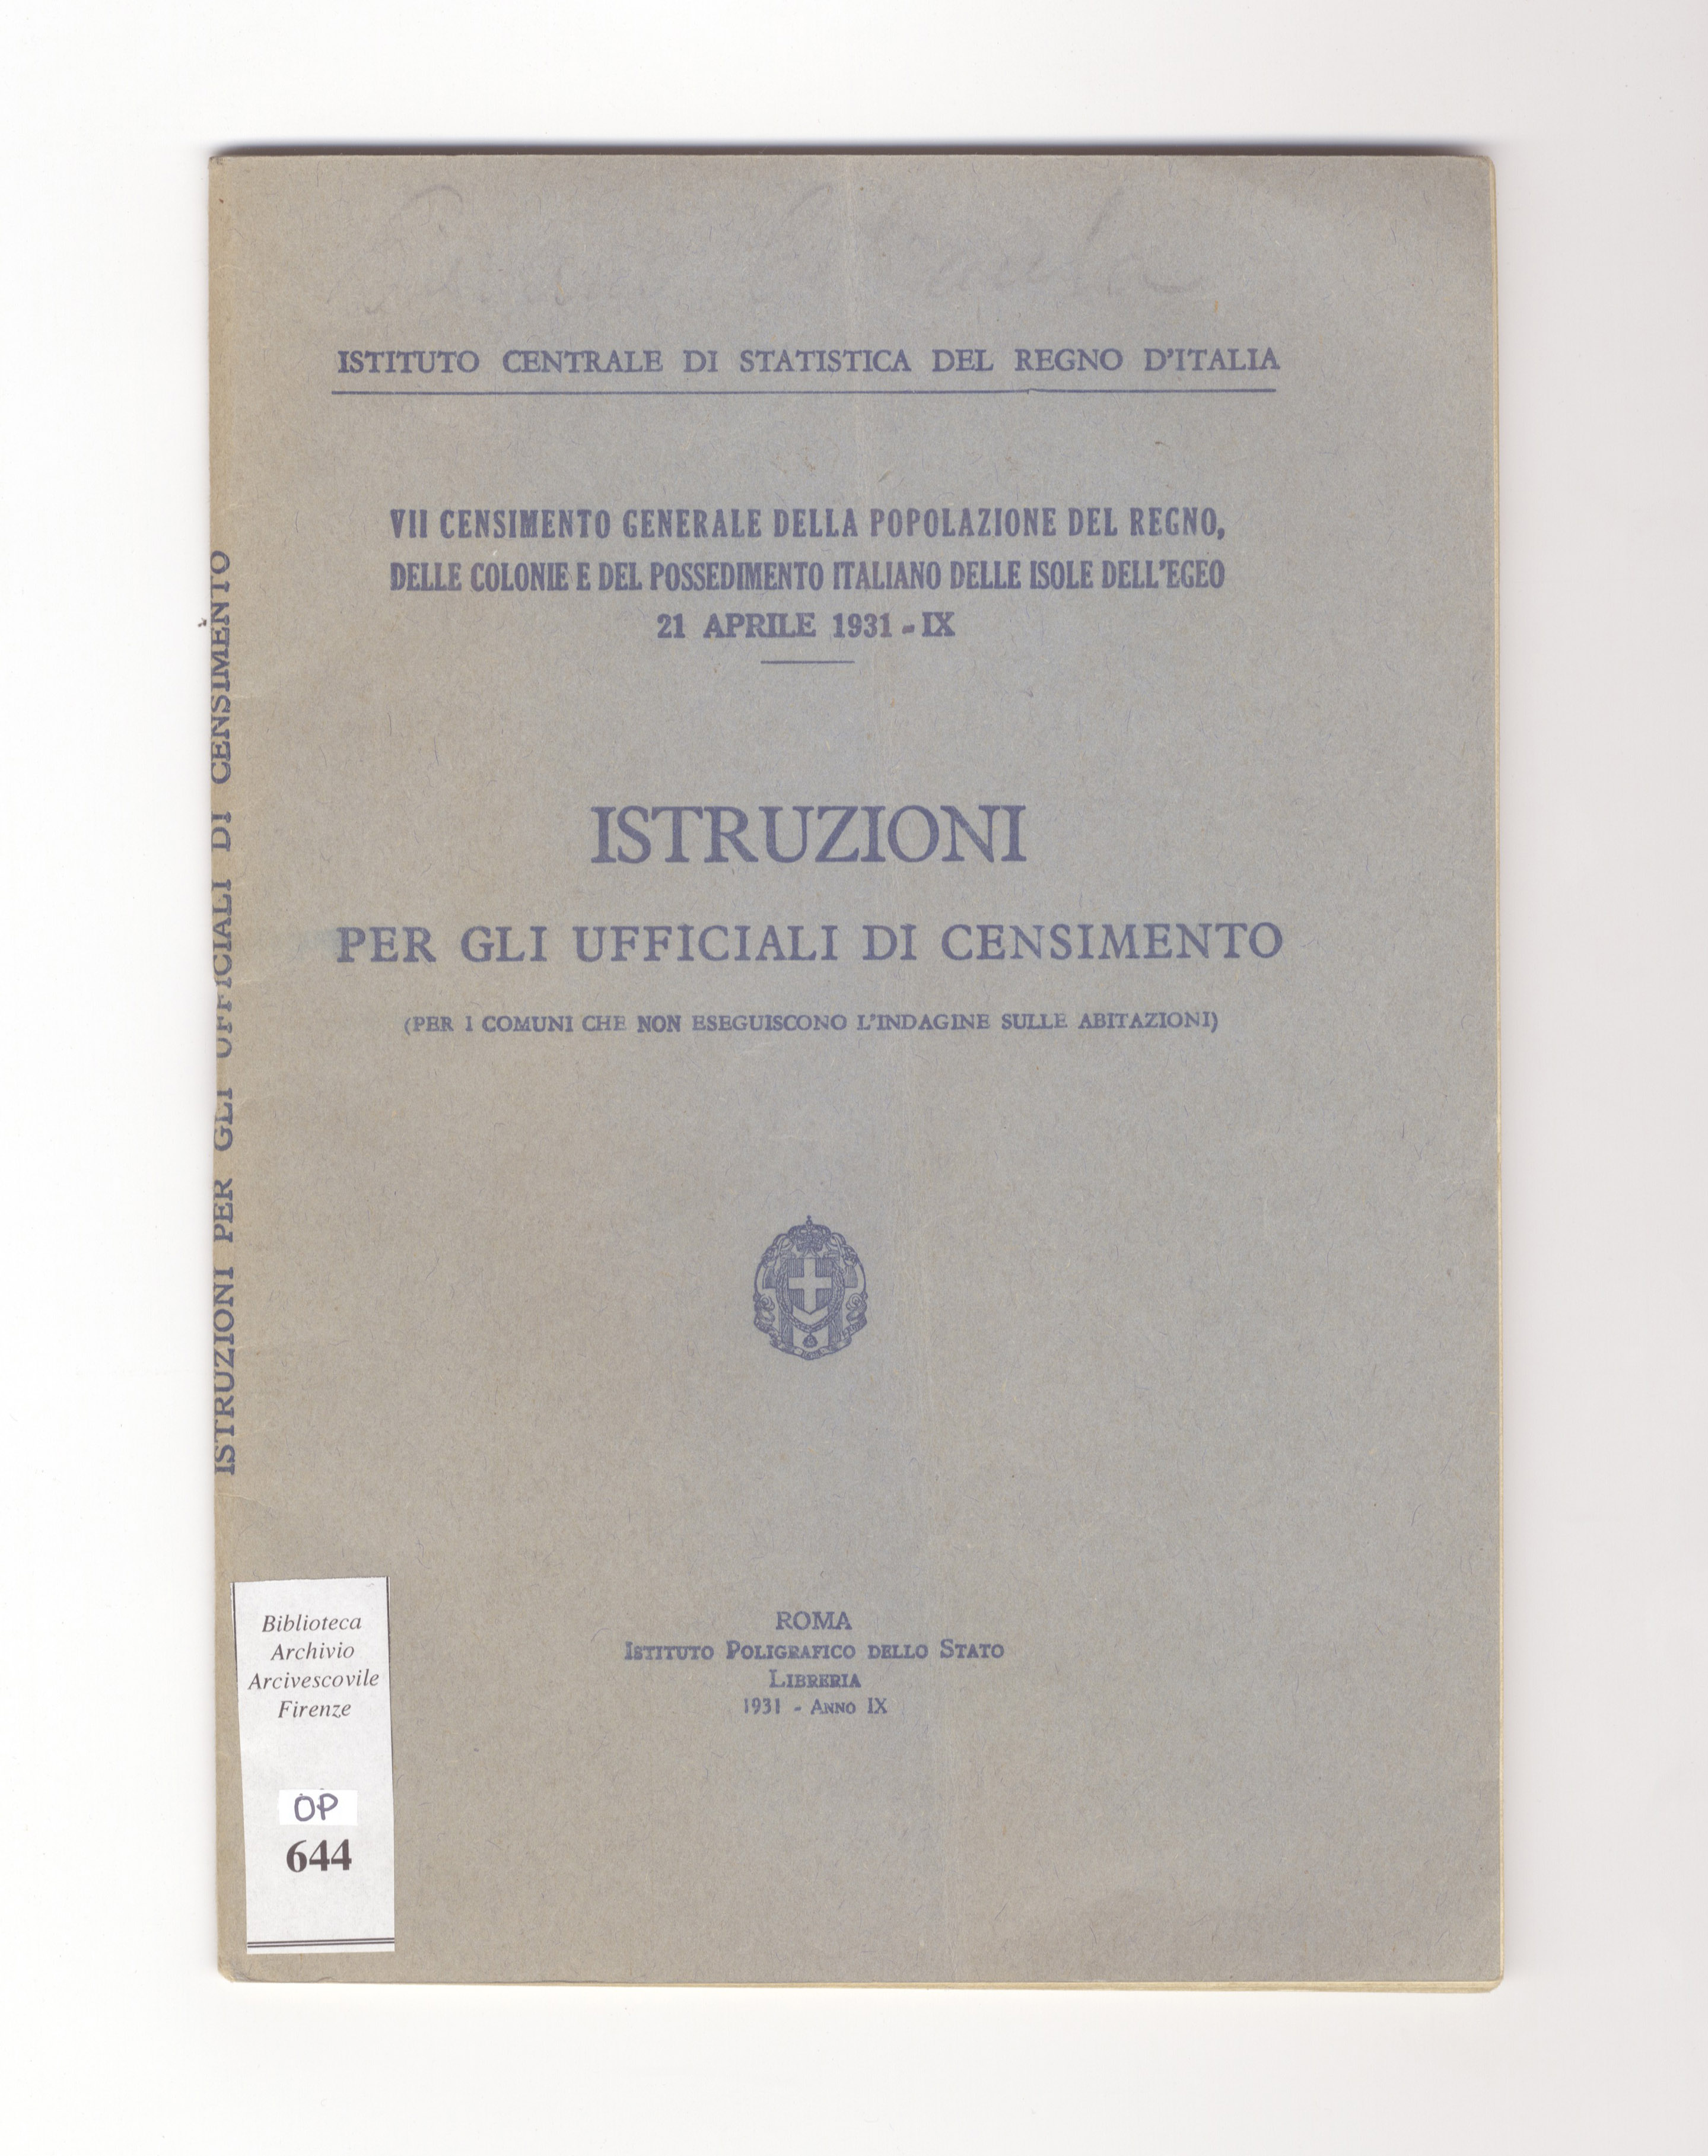 ISTITUTO CENTRALE DI STATISTICA DEL REGNO D'ITALIA
VII CENSIMENTO GENERALE DELLA POPOLAZIONE DEL REGNO,
DELLE COLONIE E DEL POSSEDIMENTO ITALIANO DELLE ISOLE DELL'EGEO
21 APRILE 1931 - IX
ISTRUZIONI
PER GLI UFFICIALI DI CENSIMENTO
(PER I COMUNI CHE NON ESEGUISCONO L'INDAGINE SULLE ABITAZIONI)
ROMA
ISTITUTO POLIGRAFICO DELLO STATO
LIBRERIA
1931 - ANNO IX
ISTRUZIONI PER GLI UFFICIALI DI CENSIMENTO
Biblioteca
Archivio
Arcivescovile
Firenze
OP
644